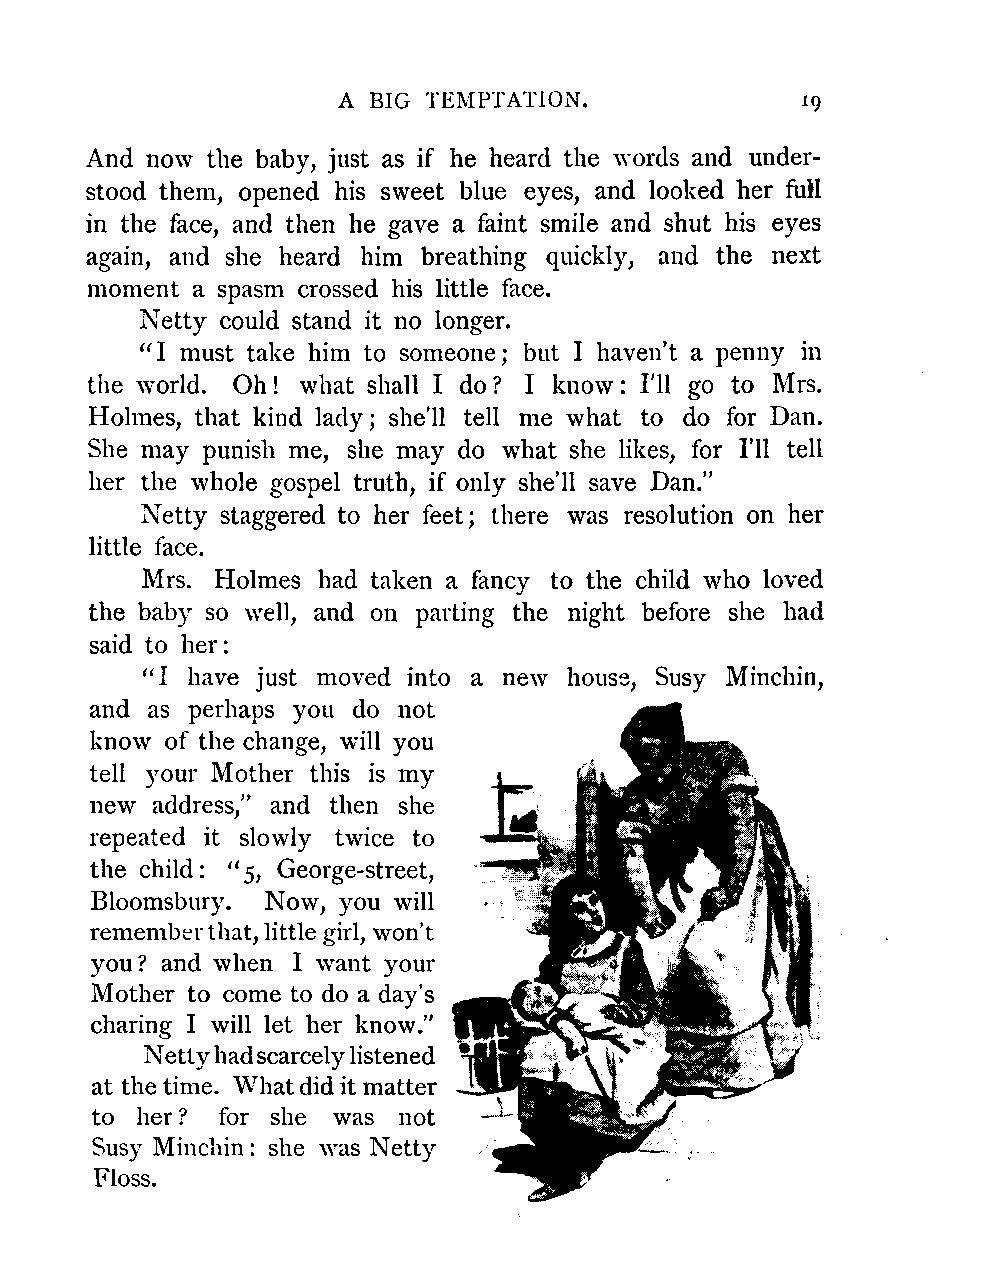 A BIG TEMPTATION. 19
And now the baby, just as if he heard the words and under-
stood them, opened his sweet blue eyes, and looked her full
in the face, and then he gave a faint smile and shut his eyes
again, and she heard him breathing quickly, and the next
moment a spasm crossed his little face.
Netty could stand it no longer.
“I must take him to someone; but I haven't a penny in
the world. Oh! what shall I do? I know: I'll go to Mrs.
Holmes, that kind lady; she'll tell me what to do for Dan.
She may punish me, she may do what she likes, for I'll tell
her the whole gospel truth, if only she'll save Dan.”
Netty staggered to her feet; there was resolution on her
little face.
Mrs. Holmes had taken a fancy to the child who loved
the baby so well, and on parting the night before she had
said to her:
“I have just moved into a new house, Susy Minchin,
and as perhaps you do not
know of the change, will you
tell your Mother this is my
new address,” and then she
repeated it slowly twice to
the child: “5, George-street,
Bloomsbury. Now, you will
remember that, little girl, won't
you? and when I want your
Mother to come to do a day's
charing I will let her know.”
Netty had scarcely listened
at the time. What did it matter
to her? for she was not
Susy Minchin: she was Netty
Floss.